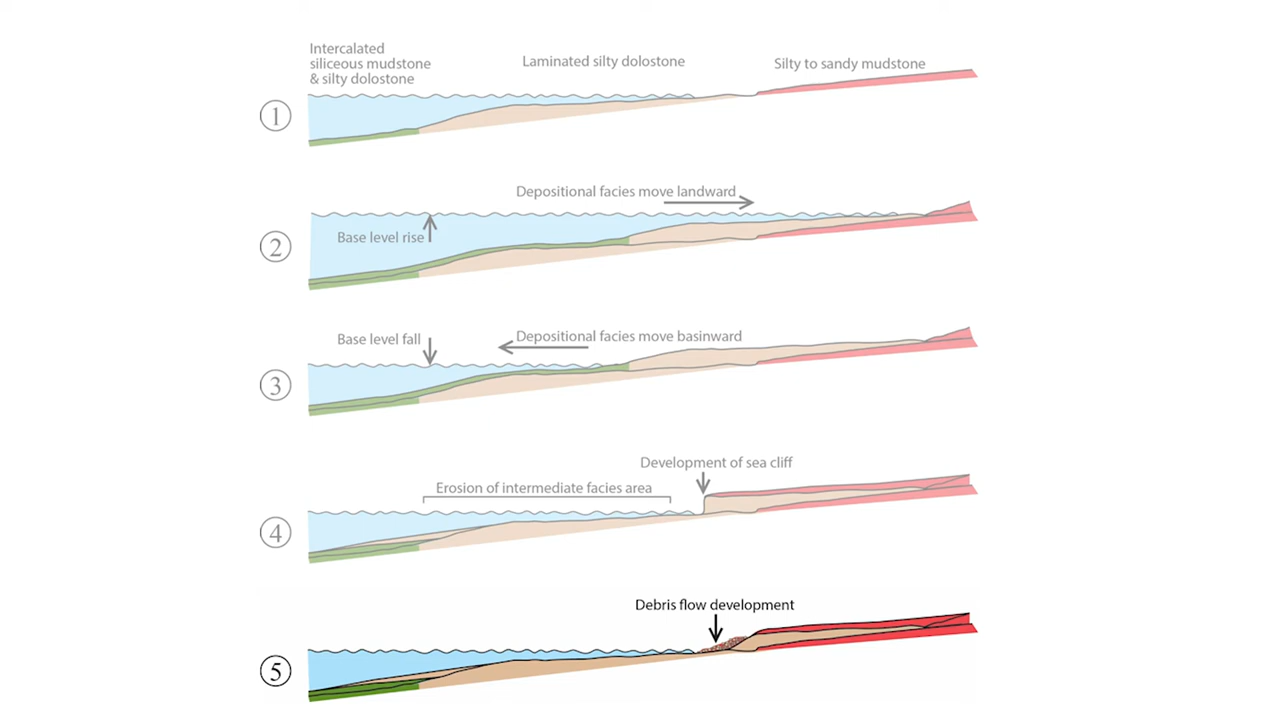 Intercalated
siliceous mudstone
& silty dolostone
Laminated silty dolostone
Silty to sandy mudstone
1
Depositional facies move landward
Base level rise
2
Base level fall
Depositional facies move basinward
3
Development of sea cliff
Erosion of intermediate facies area
4
Debris flow development
5